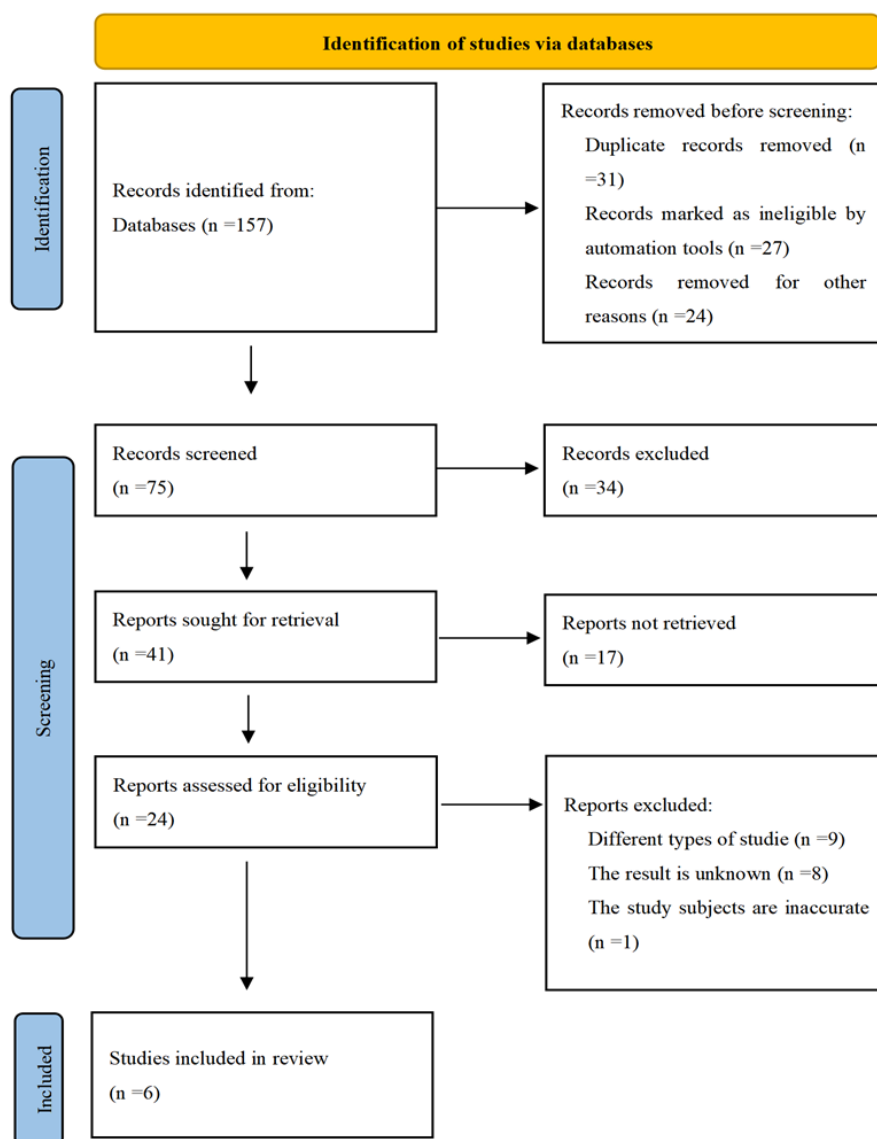 Identification of studies via databases
Identification
Records identified from:
Databases (n =157)
Records removed before screening:
Duplicate records removed (n
=31)
Records marked as ineligible by
automation tools (n =27)
Records removed for other
reasons (n =24)
Screening
Records screened
(n =75)
Records excluded
(n =34)
Reports sought for retrieval
(n =41)
Reports not retrieved
(n =17)
Reports assessed for eligibility
(n =24)
Reports excluded:
Different types of studie (n =9)
The result is unknown (n =8)
The study subjects are inaccurate
(n =1)
Included
Studies included in review
(n =6)